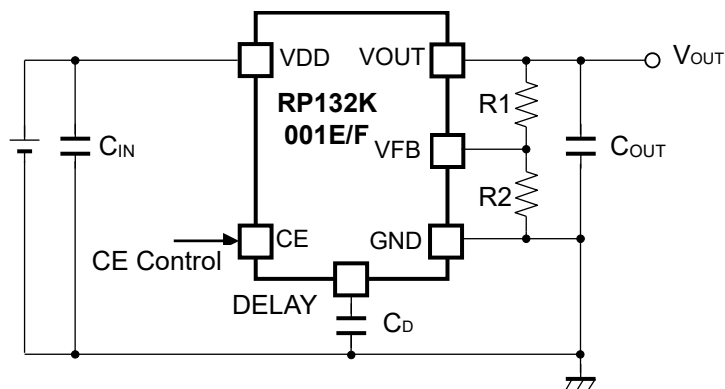 VDD
VOUT
VOUT
RP132K
001E/F
R1
CIN
VFB
COUT
R2
CE
GND
CE Control
DELAY
CD